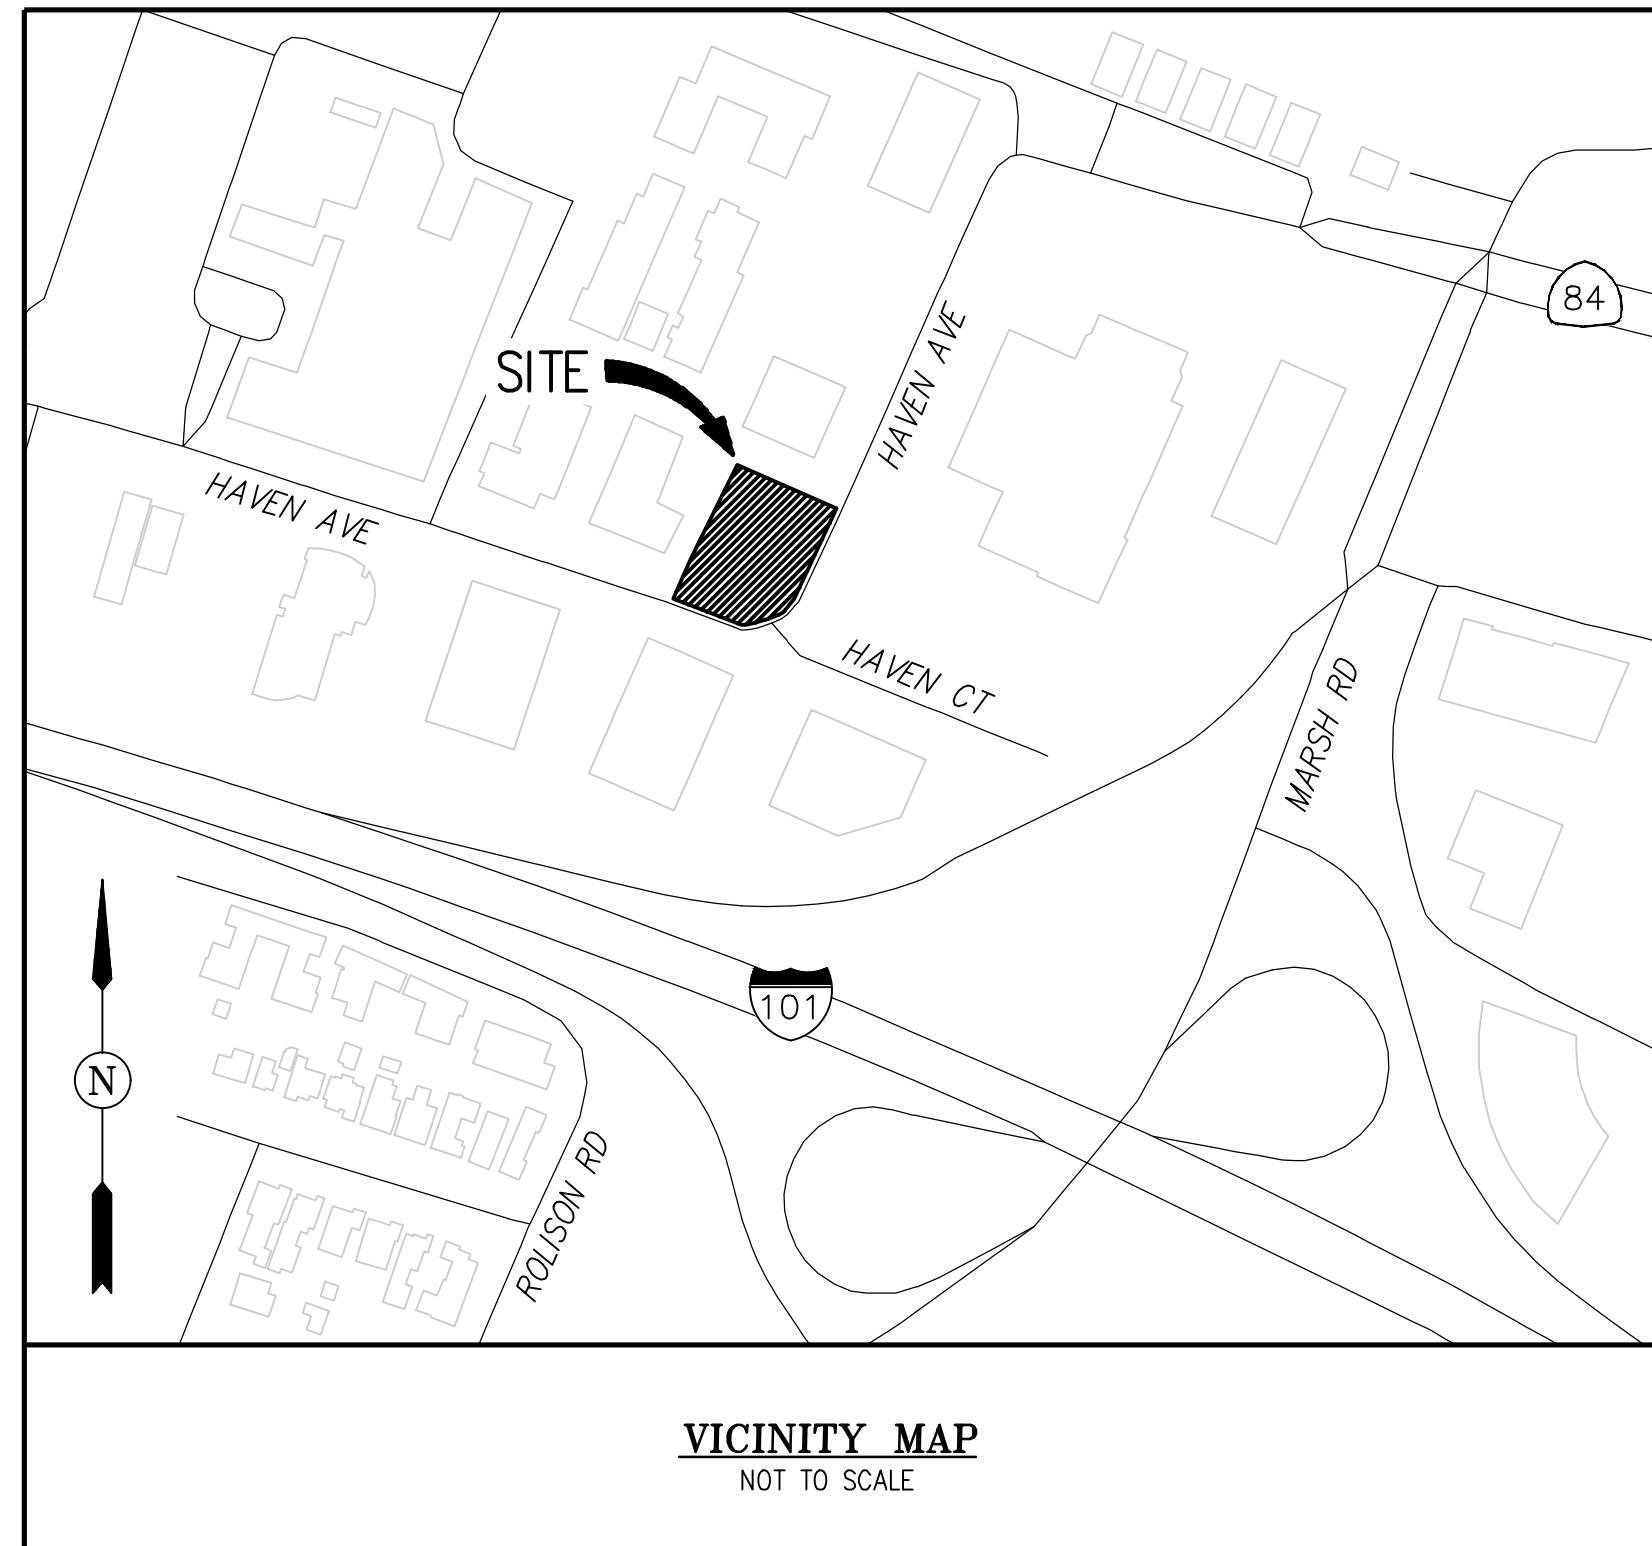 84
HAVEN AVE
SITE
HAVEN AVE
HAVEN CT
MARSH RD
101
N
ROLISON RD
VICINITY MAP
NOT TO SCALE